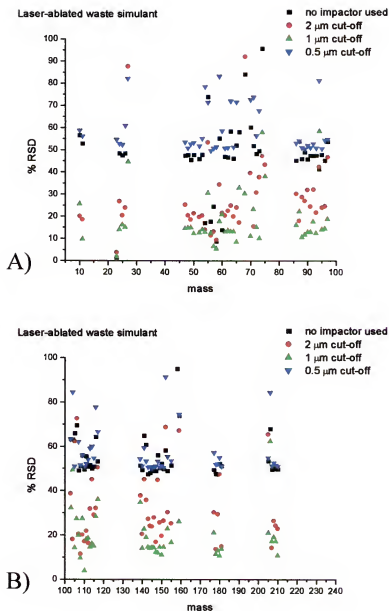 Laser-ablated waste simulant
no impactor used
2 µm cut-off
1 µm cut-off
0.5 µm cut-off
100
90
80
70
60
50
40
30
20
10
0
% RSD
0 10 20 30 40 50 60 70 80 90 100
mass
A)
Laser-ablated waste simulant
no impactor used
2 µm cut-off
1 µm cut-off
0.5 µm cut-off
100
80
60
40
20
0
% RSD
100 110 120 130 140 150 160 170 180 190 200 210 220 230 240
mass
B)